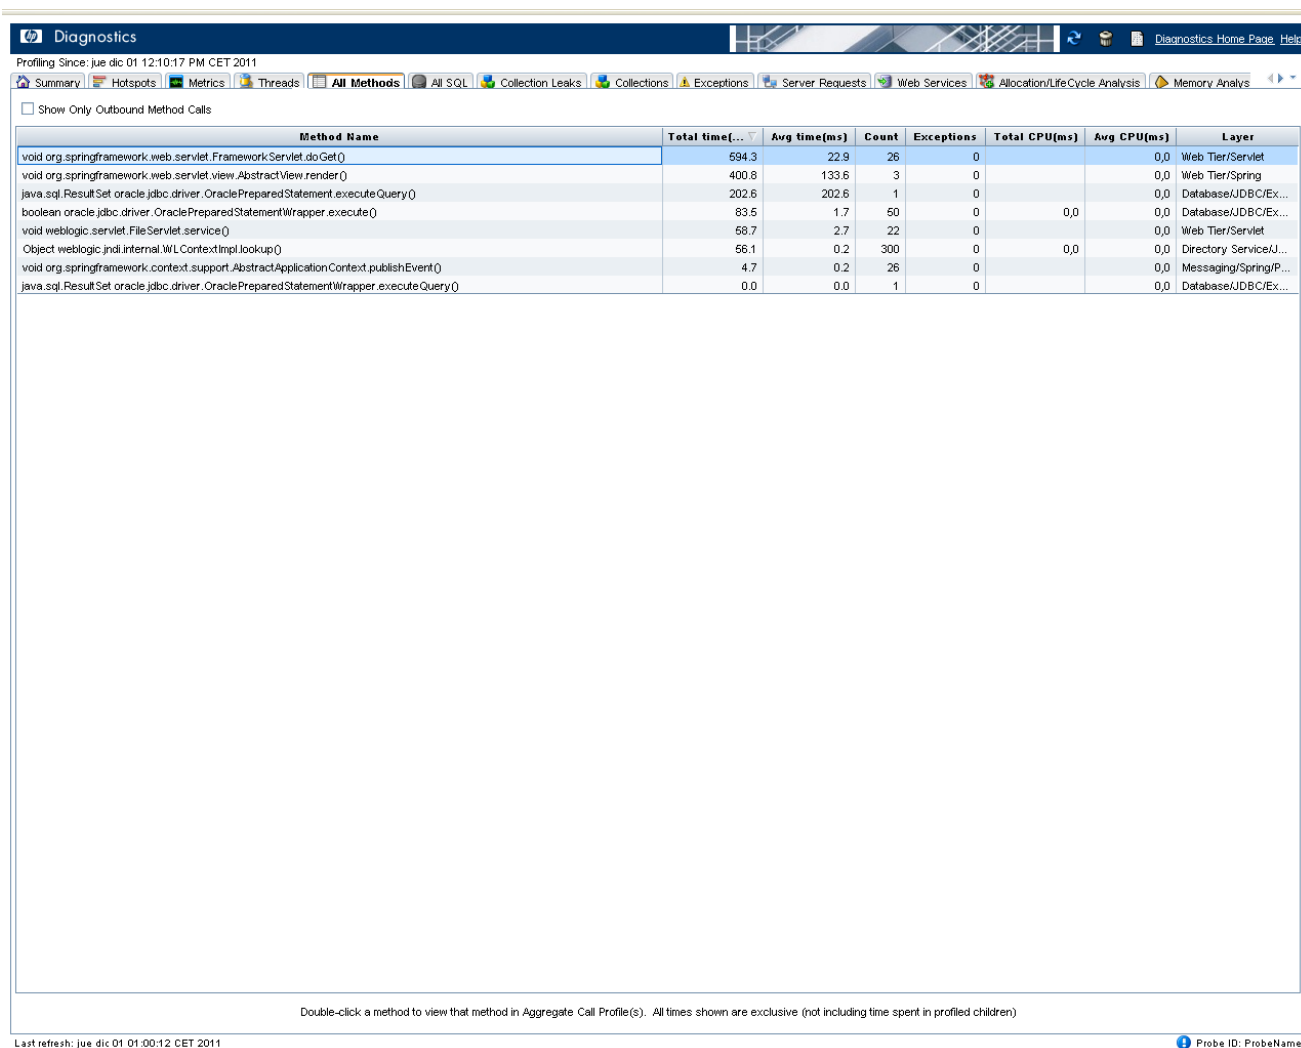 hp Diagnostics Diagnostics Home Page Help
Profiling Since: jue dic 01 12:10:17 PM CET 2011
Summary Hotspots Metrics Threads All Methods All SQL Collection Leaks Collections Exceptions Server Requests Web Services Allocation/LifeCycle Analysis Memory Analys
Show Only Outbound Method Calls
Method Name Total time(... Avg time(ms) Count Exceptions Total CPU(ms) Avg CPU(ms) Layer
void org.springframework.web.servlet.FrameworkServlet.doGet() 594.3 22.9 26 0 0,0 Web Tier/Servlet
void org.springframework.web.servlet.view.AbstractView.render() 400.8 133.6 3 0 0,0 Web Tier/Spring
java.sql.ResultSet oracle.jdbc.driver.OraclePreparedStatement.executeQuery() 202.6 202.6 1 0 0,0 Database/JDBC/Ex...
boolean oracle.jdbc.driver.OraclePreparedStatementWrapper.execute() 83.5 1.7 50 0 0,0 0,0 Database/JDBC/Ex...
void weblogic.servlet.FileServlet.service() 58.7 2.7 22 0 0,0 Web Tier/Servlet
Object weblogic.jndi.internal.WLContextImpl.lookup() 56.1 0.2 300 0 0,0 0,0 Directory Service/J...
void org.springframework.context.support.AbstractApplicationContext.publishEvent() 4.7 0.2 26 0 0,0 Messaging/Spring/P...
java.sql.ResultSet oracle.jdbc.driver.OraclePreparedStatementWrapper.executeQuery() 0.0 0.0 1 0 0,0 Database/JDBC/Ex...
Double-click a method to view that method in Aggregate Call Profile(s). All times shown are exclusive (not including time spent in profiled children)
Last refresh: jue dic 01 01:00:12 CET 2011 Probe ID: ProbeName